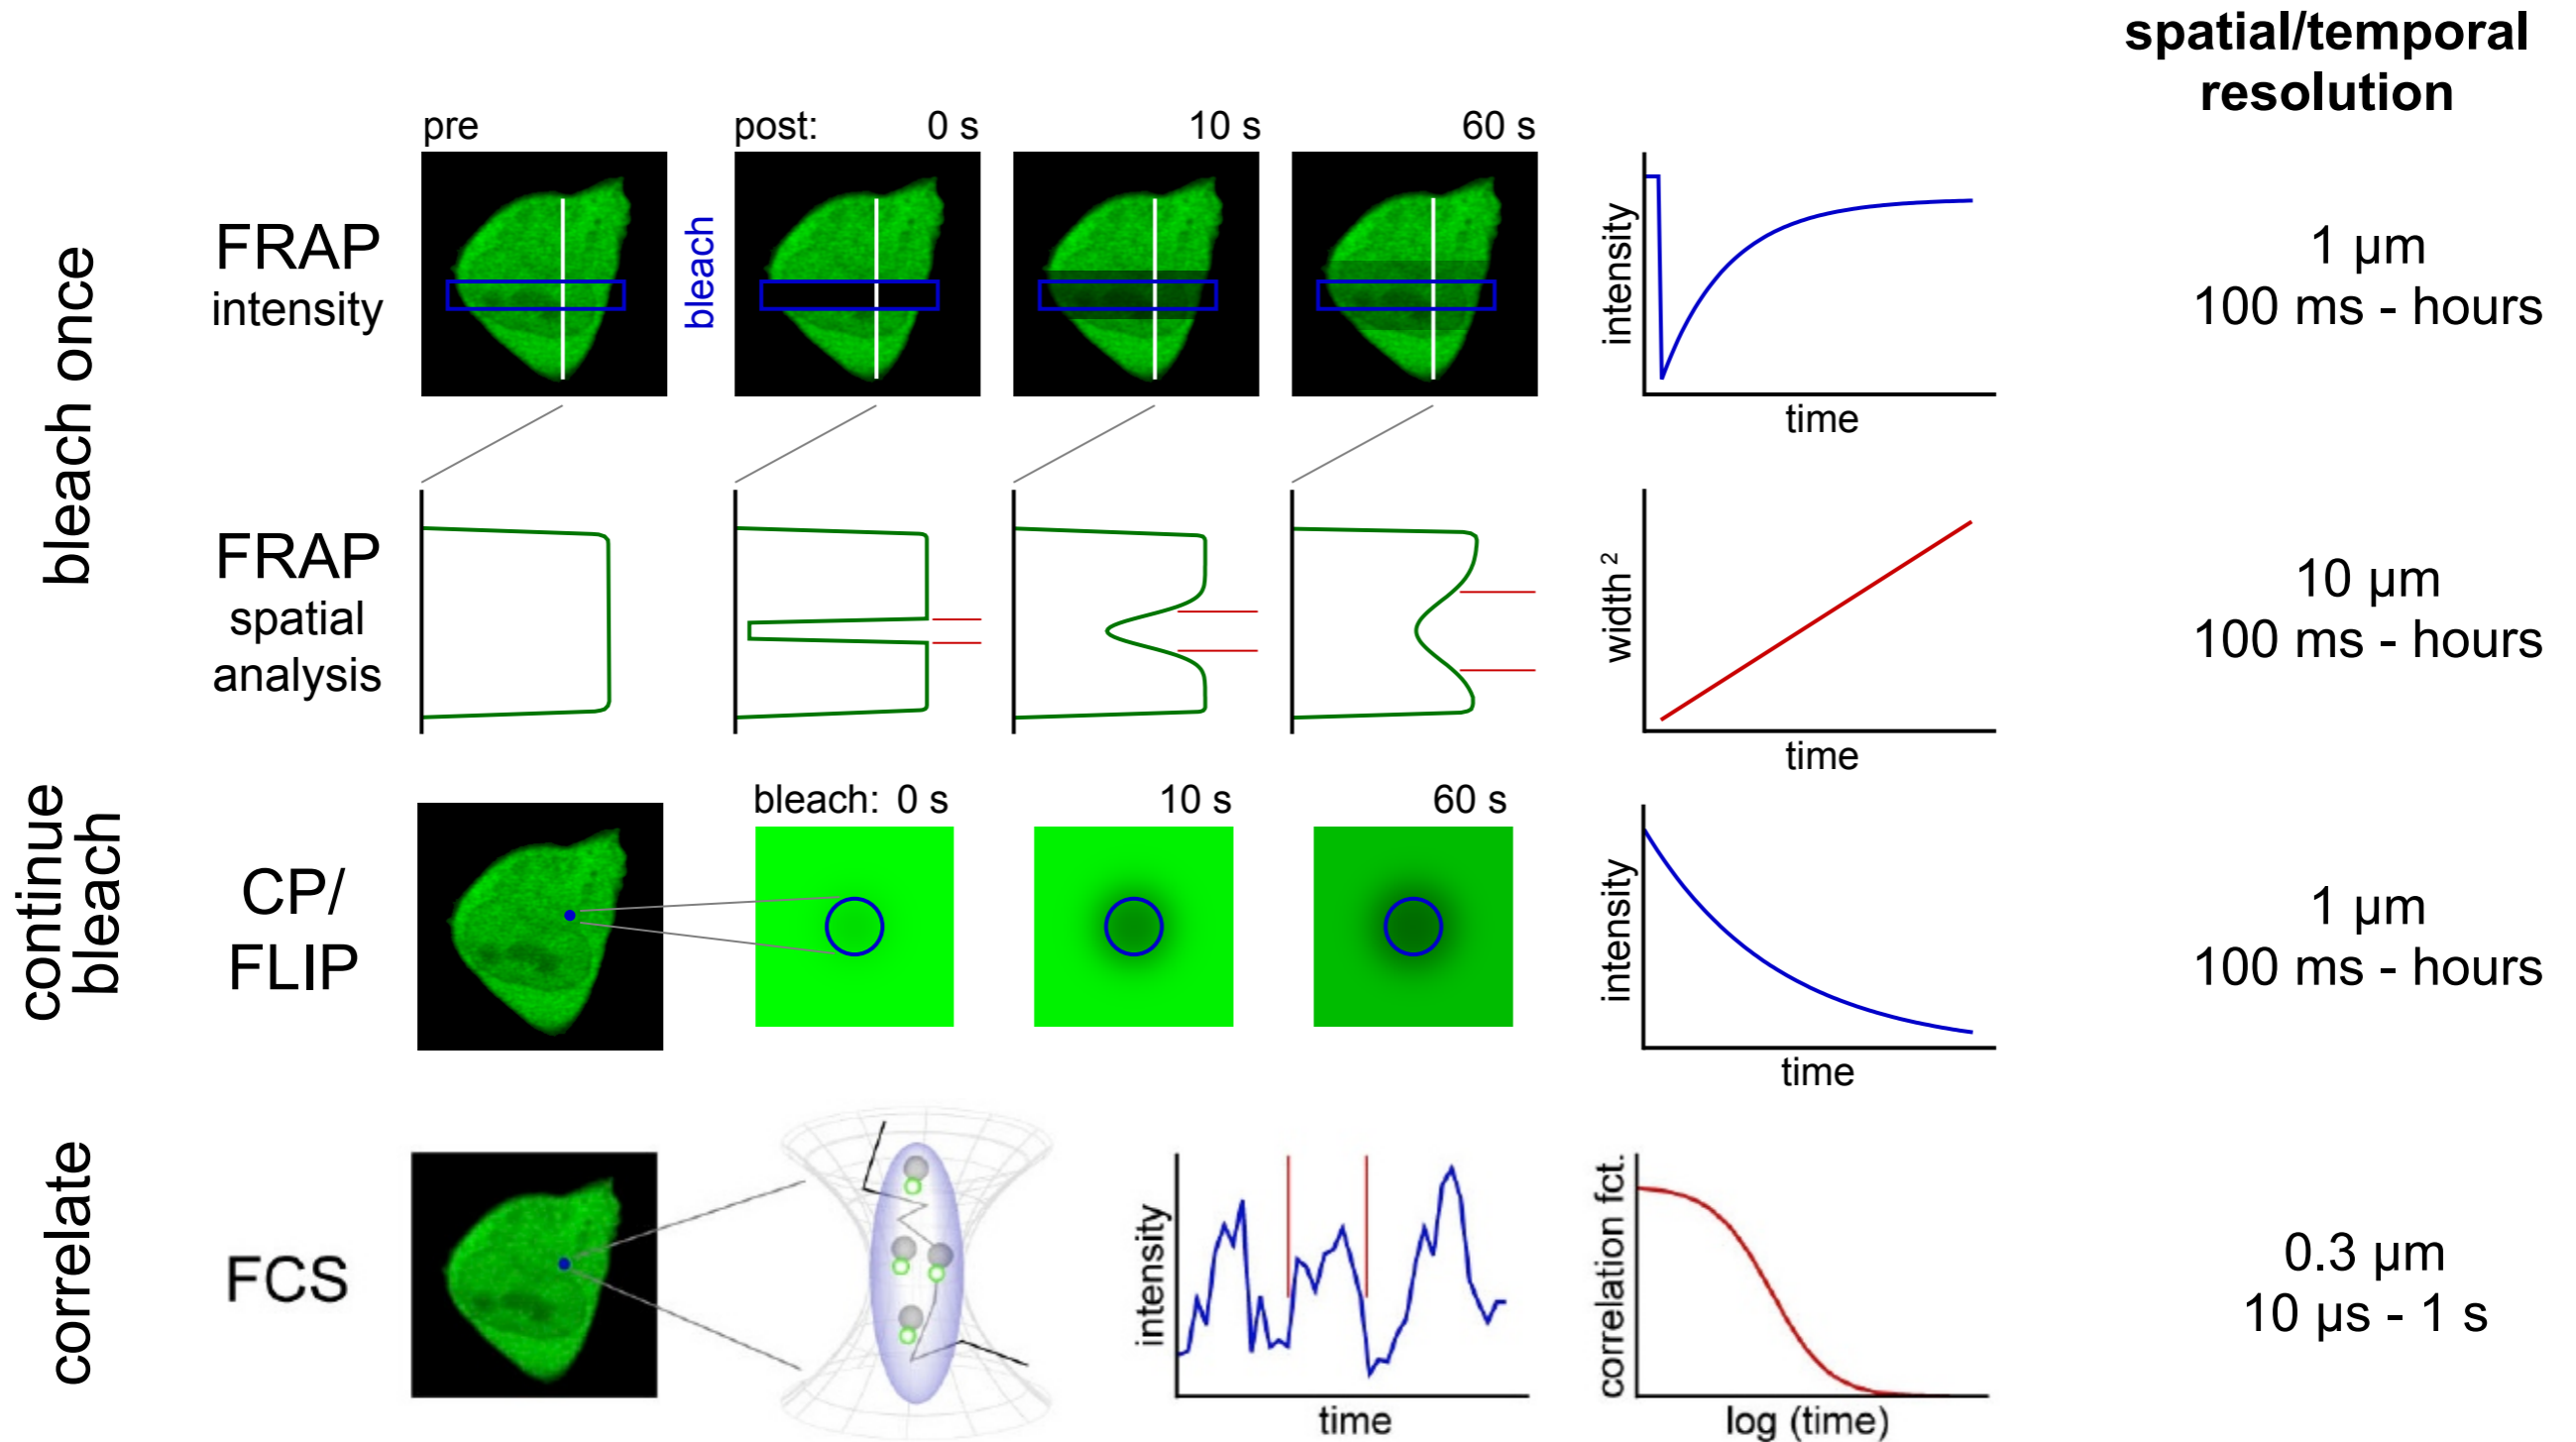 spatial/temporal
resolution
pre
post:
0 s
10 s
60 s
bleach once
FRAP
intensity
bleach
intensity
time
1 µm
100 ms - hours
FRAP
spatial
analysis
width²
time
10 µm
100 ms - hours
continue
bleach
CP/
FLIP
bleach: 0 s
10 s
60 s
intensity
time
1 µm
100 ms - hours
correlate
FCS
intensity
time
correlation fct.
log (time)
0.3 µm
10 µs - 1 s